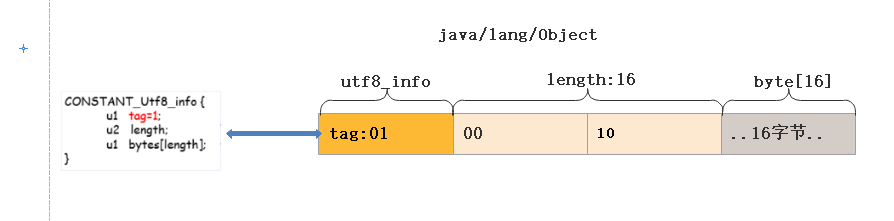 java/lang/Object
utf8_info
length:16
byte[16]
CONSTANT_Utf8_info {
u1 tag=1;
u2 length;
u1 bytes[length];
}
tag:01
00
10
..16字节..